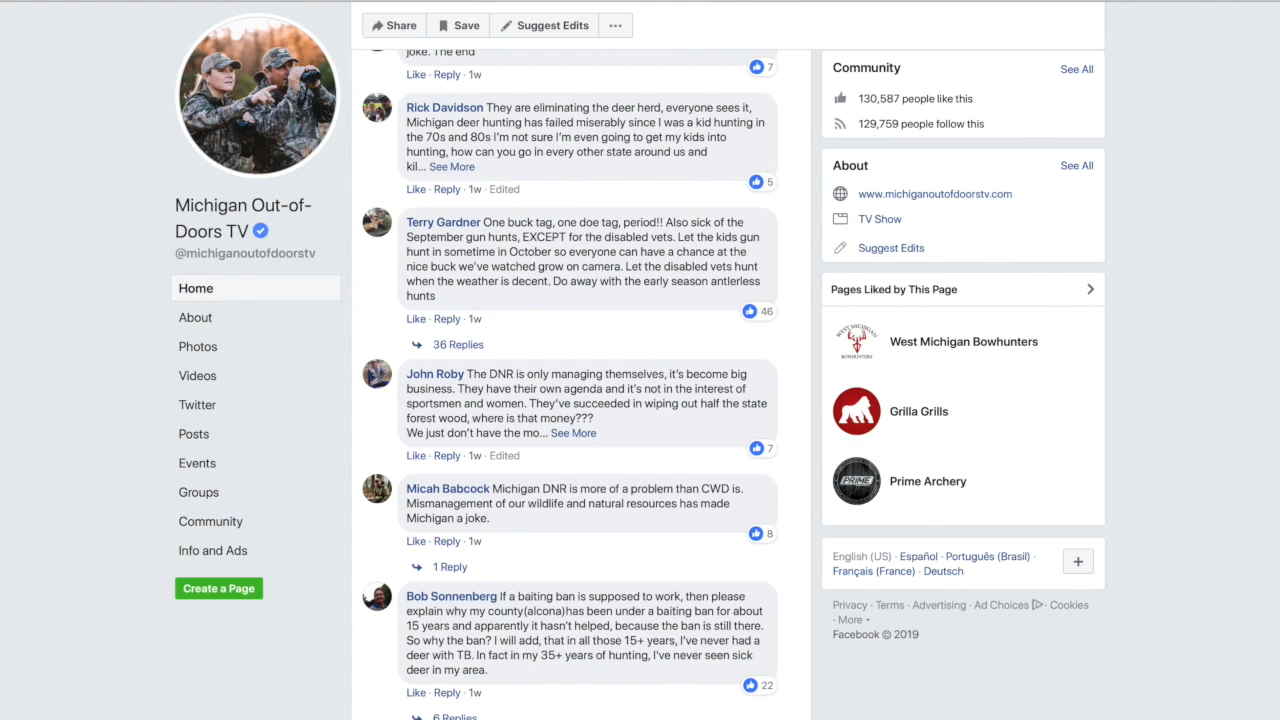 Share
Save
Suggest Edits
Michigan Out-of-
Doors TV
@michiganoutofdoorstv
Home
About
Photos
Videos
Twitter
Posts
Events
Groups
Community
Info and Ads
Create a Page
joke. The end
7
Like · Reply · 1w
Rick Davidson They are eliminating the deer herd, everyone sees it,
Michigan deer hunting has failed miserably since I was a kid hunting in
the 70s and 80s I'm not sure I'm even going to get my kids into
hunting, how can you go in every other state around us and
kil... See More
5
Like · Reply · 1w · Edited
Terry Gardner One buck tag, one doe tag, period!! Also sick of the
September gun hunts, EXCEPT for the disabled vets. Let the kids gun
hunt in sometime in October so everyone can have a chance at the
nice buck we've watched grow on camera. Let the disabled vets hunt
when the weather is decent. Do away with the early season antlerless
hunts
46
Like · Reply · 1w
36 Replies
John Roby The DNR is only managing themselves, it's become big
business. They have their own agenda and it's not in the interest of
sportsmen and women. They've succeeded in wiping out half the state
forest wood, where is that money???
We just don't have the mo... See More
7
Like · Reply · 1w · Edited
Micah Babcock Michigan DNR is more of a problem than CWD is.
Mismanagement of our wildlife and natural resources has made
Michigan a joke.
8
Like · Reply · 1w
1 Reply
Bob Sonnenberg If a baiting ban is supposed to work, then please
explain why my county(alcona)has been under a baiting ban for about
15 years and apparently it hasn't helped, because the ban is still there.
So why the ban? I will add, that in all those 15+ years, I've never had a
deer with TB. In fact in my 35+ years of hunting, I've never seen sick
deer in my area.
22
Like · Reply · 1w
6 Replies
Community
See All
130,587 people like this
129,759 people follow this
About
See All
www.michiganoutofdoorstv.com
TV Show
Suggest Edits
Pages Liked by This Page
WEST MICHIGAN
BOWHUNTERS
West Michigan Bowhunters
Grilla Grills
PRIME
Prime Archery
English (US) · Español · Português (Brasil) ·
Français (France) · Deutsch
Privacy · Terms · Advertising · Ad Choices · Cookies
· More
Facebook © 2019